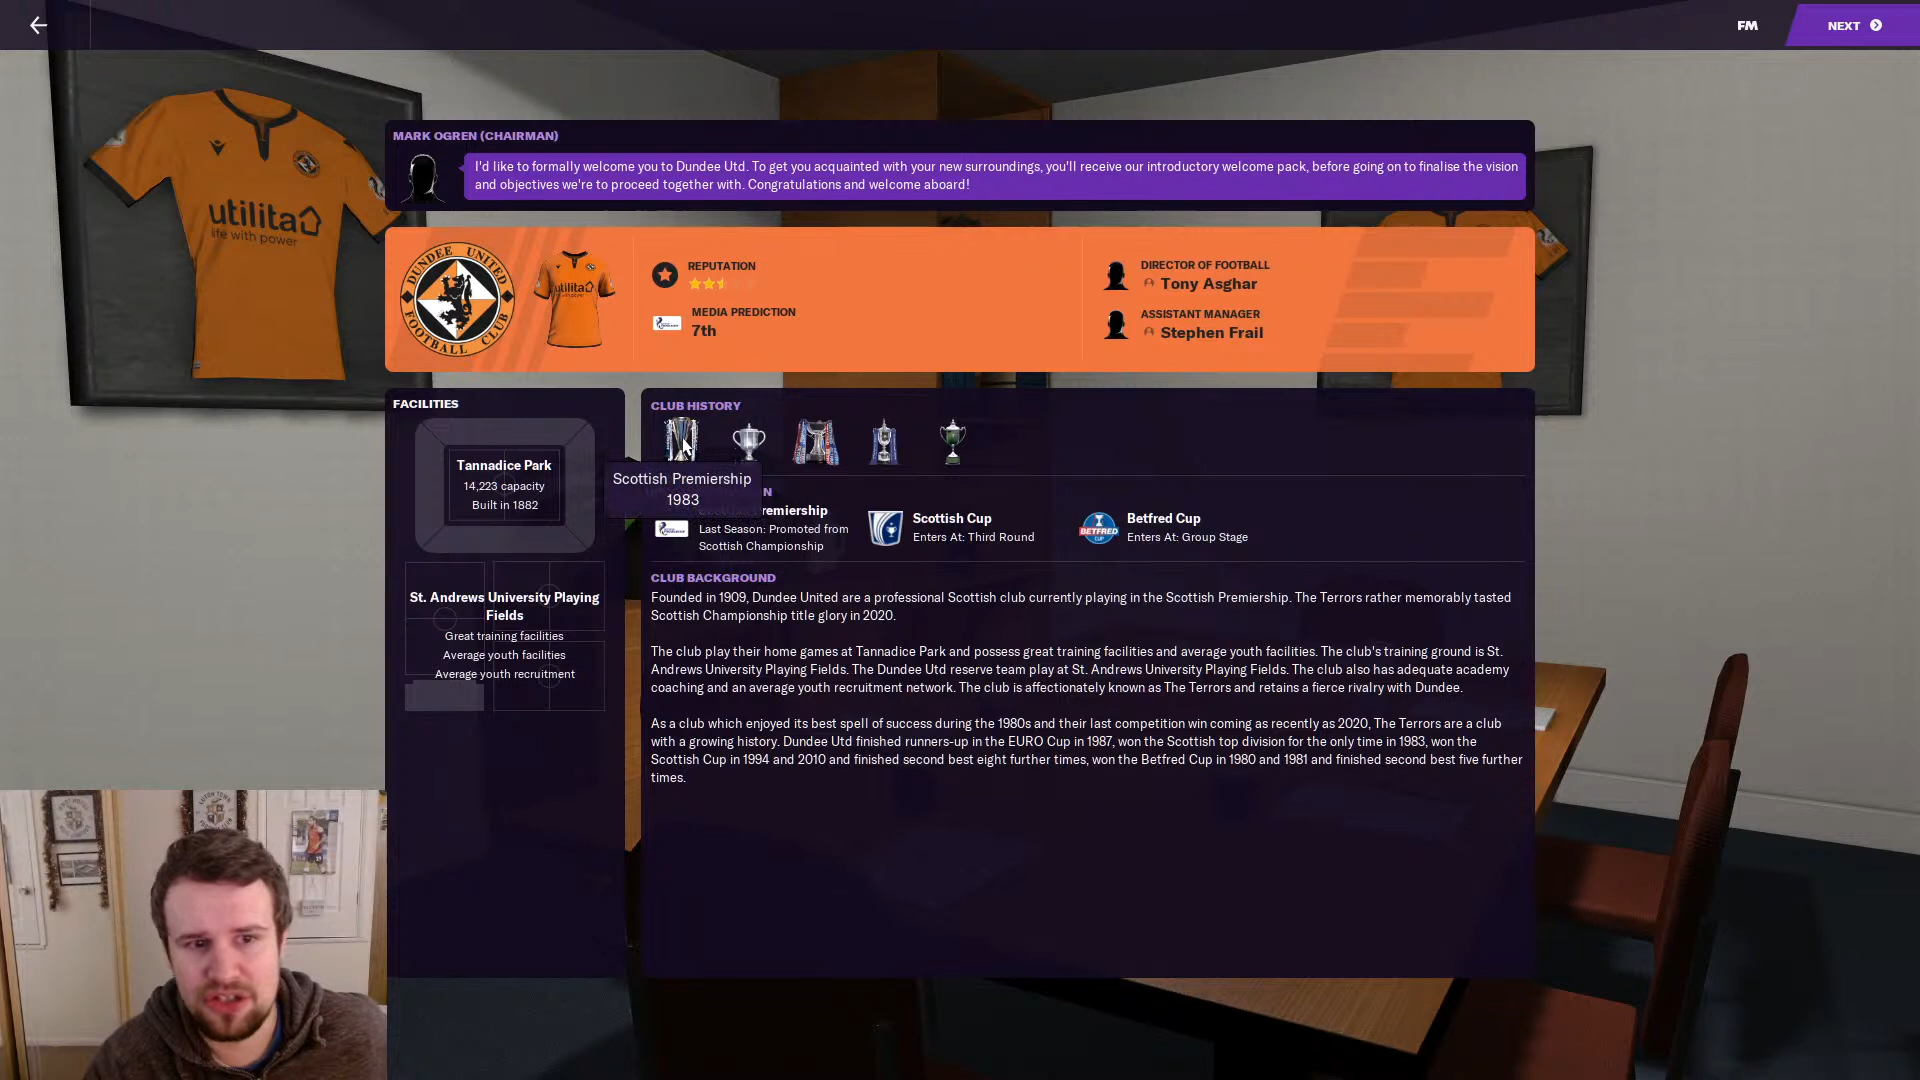 FM
NEXT
MARK OGREN (CHAIRMAN)
I'd like to formally welcome you to Dundee Utd. To get you acquainted with your new surroundings, you'll receive our introductory welcome pack, before going on to finalise the vision
and objectives we're to proceed together with. Congratulations and welcome aboard!
utilita
life with power
DUNDEE UNITED
FOOTBALL CLUB
utilita
REPUTATION
MEDIA PREDICTION
7th
DIRECTOR OF FOOTBALL
Tony Asghar
ASSISTANT MANAGER
Stephen Frail
FACILITIES
Tannadice Park
14,223 capacity
Built in 1882
St. Andrews University Playing
Fields
Great training facilities
Average youth facilities
Average youth recruitment
CLUB HISTORY
Scottish Premiership
1983
Premiership
Last Season: Promoted from
Scottish Championship
Scottish Cup
Enters At: Third Round
BETFRED
CUP
Betfred Cup
Enters At: Group Stage
CLUB BACKGROUND
Founded in 1909, Dundee United are a professional Scottish club currently playing in the Scottish Premiership. The Terrors rather memorably tasted
Scottish Championship title glory in 2020.
The club play their home games at Tannadice Park and possess great training facilities and average youth facilities. The club's training ground is St.
Andrews University Playing Fields. The Dundee Utd reserve team play at St. Andrews University Playing Fields. The club also has adequate academy
coaching and an average youth recruitment network. The club is affectionately known as The Terrors and retains a fierce rivalry with Dundee.
As a club which enjoyed its best spell of success during the 1980s and their last competition win coming as recently as 2020, The Terrors are a club
with a growing history. Dundee Utd finished runners-up in the EURO Cup in 1987, won the Scottish top division for the only time in 1983, won the
Scottish Cup in 1994 and 2010 and finished second best eight further times, won the Betfred Cup in 1980 and 1981 and finished second best five further
times.